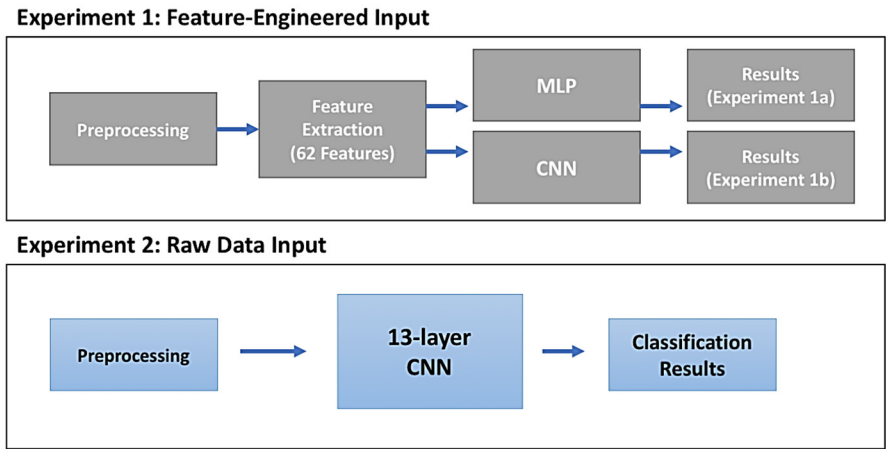 Experiment 1: Feature-Engineered Input
Preprocessing
Feature
Extraction
(62 Features)
MLP
Results
(Experiment 1a)
CNN
Results
(Experiment 1b)
Experiment 2: Raw Data Input
Preprocessing
13-layer
CNN
Classification
Results